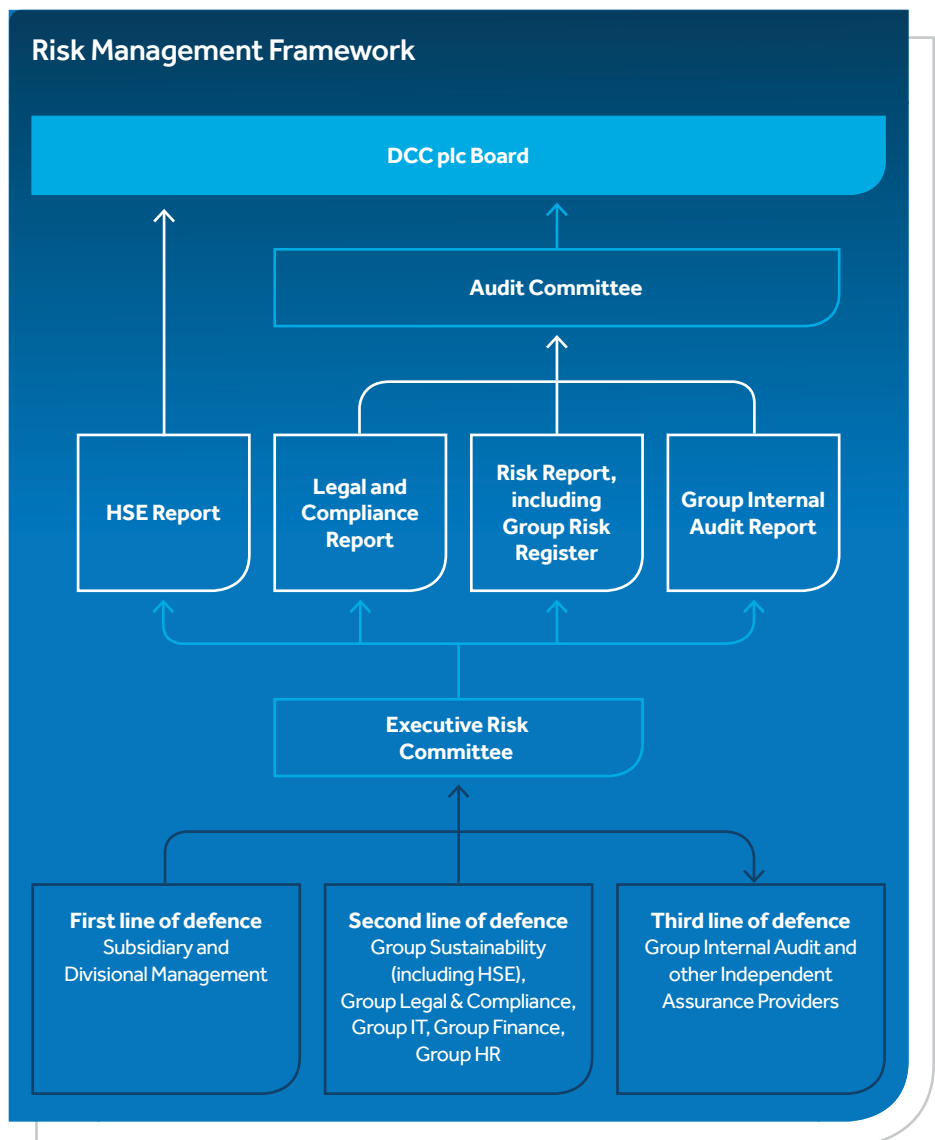 Risk Management Framework
DCC plc Board
Audit Committee
HSE Report
Legal and
Compliance
Report
Risk Report,
including
Group Risk
Register
Group Internal
Audit Report
Executive Risk
Committee
First line of defence
Subsidiary and
Divisional Management
Second line of defence
Group Sustainability
(including HSE),
Group Legal & Compliance,
Group IT, Group Finance,
Group HR
Third line of defence
Group Internal Audit and
other Independent
Assurance Providers